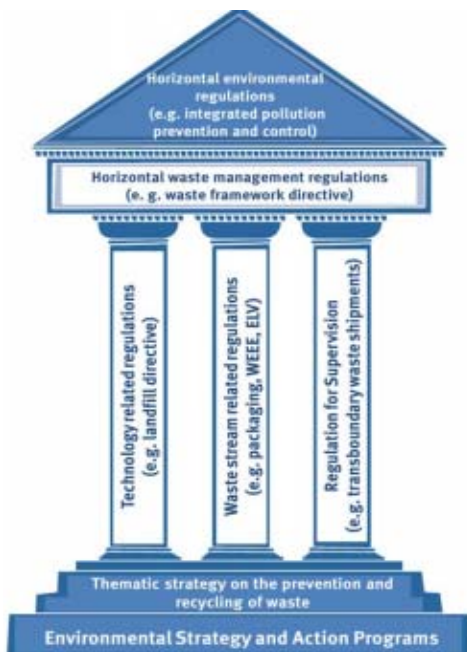 Horizontal environmental
regulations
(e.g. integrated pollution
prevention and control)
Horizontal waste management regulations
(e. g. waste framework directive)
Technology related regulations
(e.g. landfill directive)
Waste stream related regulations
(e.g. packaging, WEEE, ELV)
Regulation for Supervision
(e.g. transboundary waste shipments)
Thematic strategy on the prevention and
recycling of waste
Environmental Strategy and Action Programs